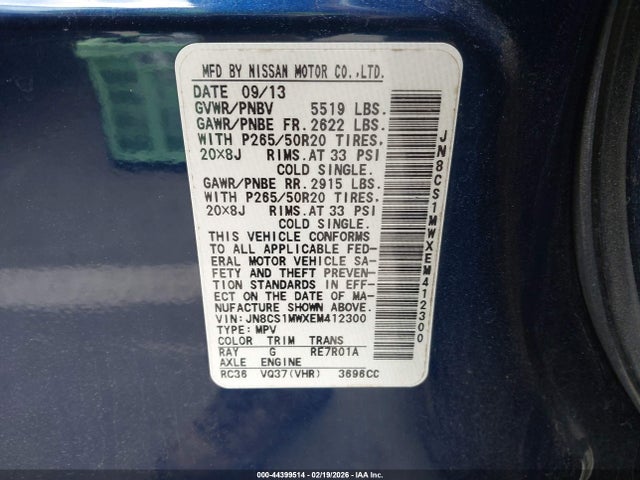 MFD BY NISSAN MOTOR CO.,LTD.
DATE 09/13
GVWR/PNBV 5519 LBS.
GAWR/PNBE FR. 2622 LBS.
WITH P265/50R20 TIRES,
20X8J RIMS. AT 33 PSI
COLD SINGLE.
GAWR/PNBE RR. 2915 LBS.
WITH P265/50R20 TIRES,
20X8J RIMS. AT 33 PSI
COLD SINGLE.
THIS VEHICLE CONFORMS
TO ALL APPLICABLE FED-
ERAL MOTOR VEHICLE SA-
FETY AND THEFT PREVEN-
TION STANDARDS IN EFF-
ECT ON THE DATE OF MA-
NUFACTURE SHOWN ABOVE.
VIN: JN8CS1MWXEM412300
TYPE: MPV
COLOR TRIM TRANS
RAY G RE7R01A
AXLE ENGINE
RC36 VQ37(VHR) 3696CC
JN8CS1MWXEM412300
000-44399514 - 02/19/2026 - IAA Inc.